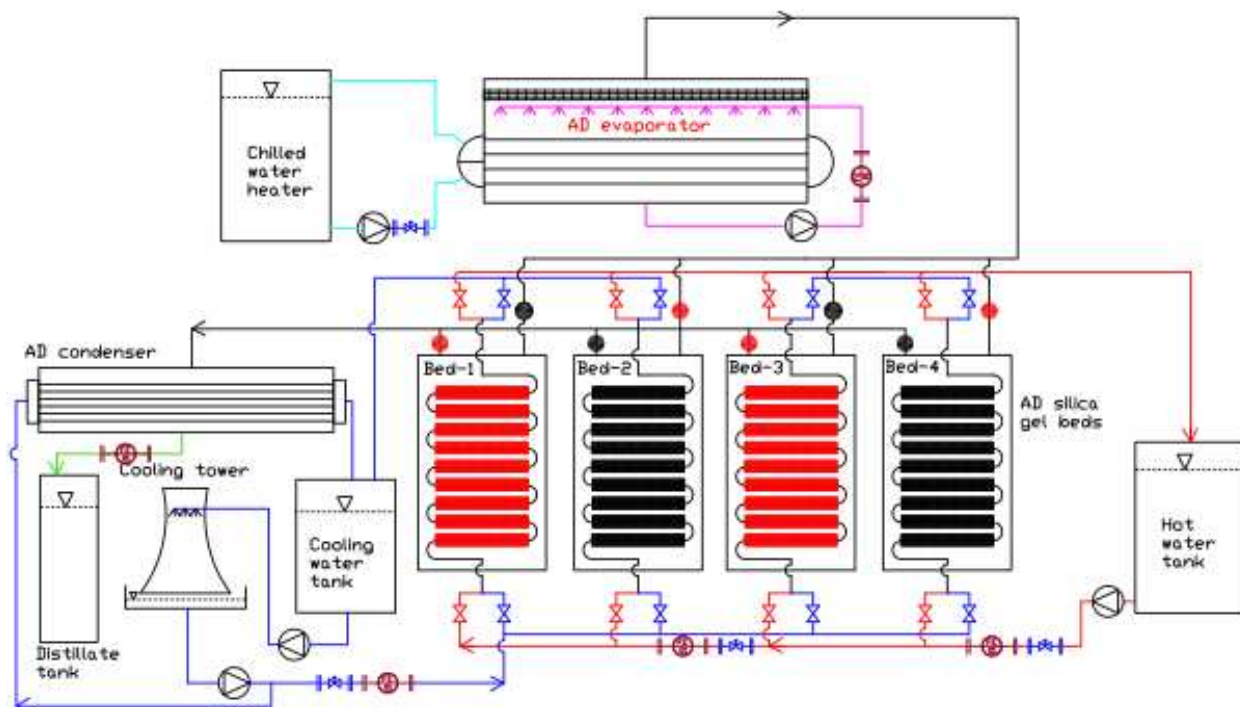 AD evaporator
Chilled
water
heater
AD condenser
Bed-1
Bed-2
Bed-3
Bed-4
AD silica
gel beds
Cooling tower
Cooling
water
tank
Hot
water
tank
Distillate
tank